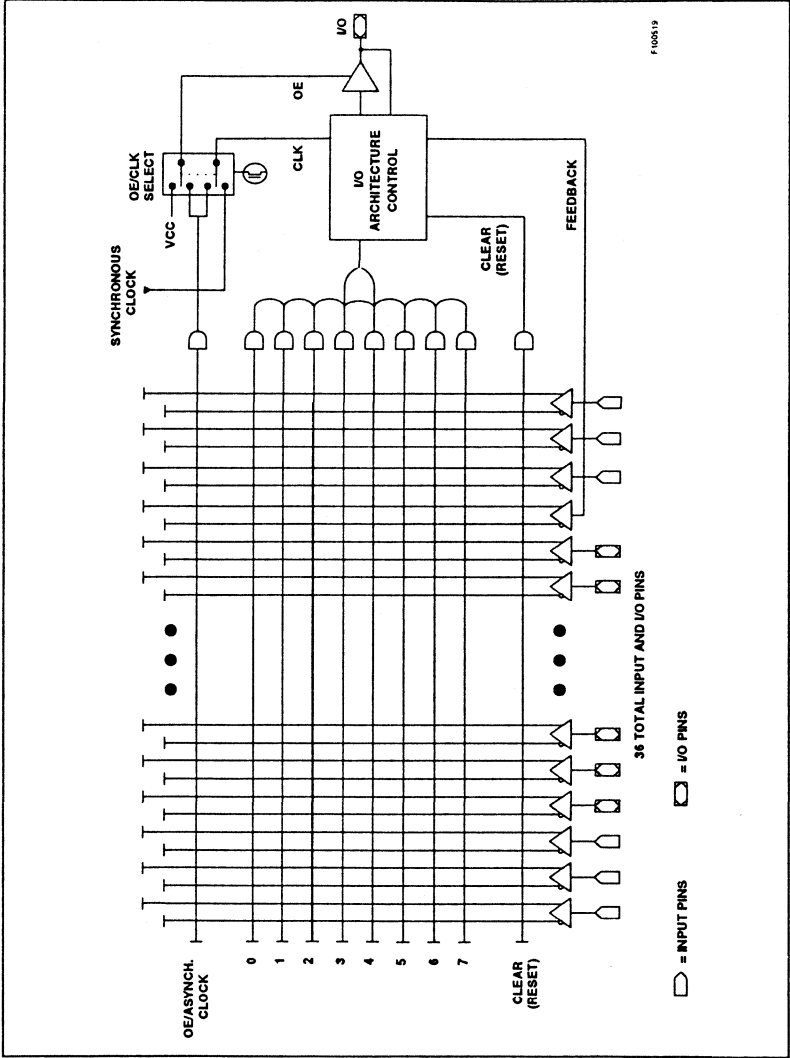 SYNCHRONOUS
CLOCK
OE/CLK
SELECT
VCC
OE
CLK
I/O
I/O
ARCHITECTURE
CONTROL
CLEAR
(RESET)
FEEDBACK
OE/ASYNCH.
CLOCK
0
1
2
3
4
5
6
7
CLEAR
(RESET)
36 TOTAL INPUT AND I/O PINS
= INPUT PINS
= I/O PINS
F100519